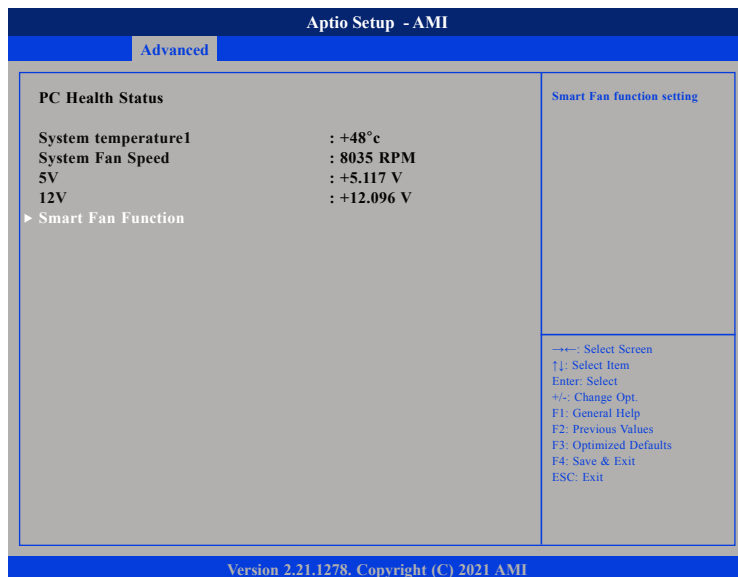 Aptio Setup - AMI
Advanced
PC Health Status
System temperature1 : +48°c
System Fan Speed : 8035 RPM
5V : +5.117 V
12V : +12.096 V
▶ Smart Fan Function
Smart Fan function setting
→←: Select Screen
↑↓: Select Item
Enter: Select
+/-: Change Opt.
F1: General Help
F2: Previous Values
F3: Optimized Defaults
F4: Save & Exit
ESC: Exit
Version 2.21.1278. Copyright (C) 2021 AMI